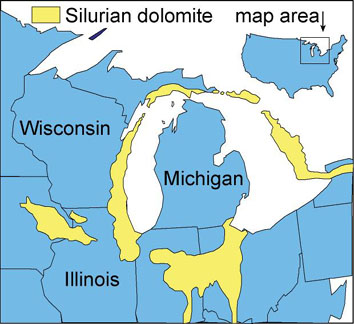 Silurian dolomite map area
Wisconsin
Michigan
Illinois